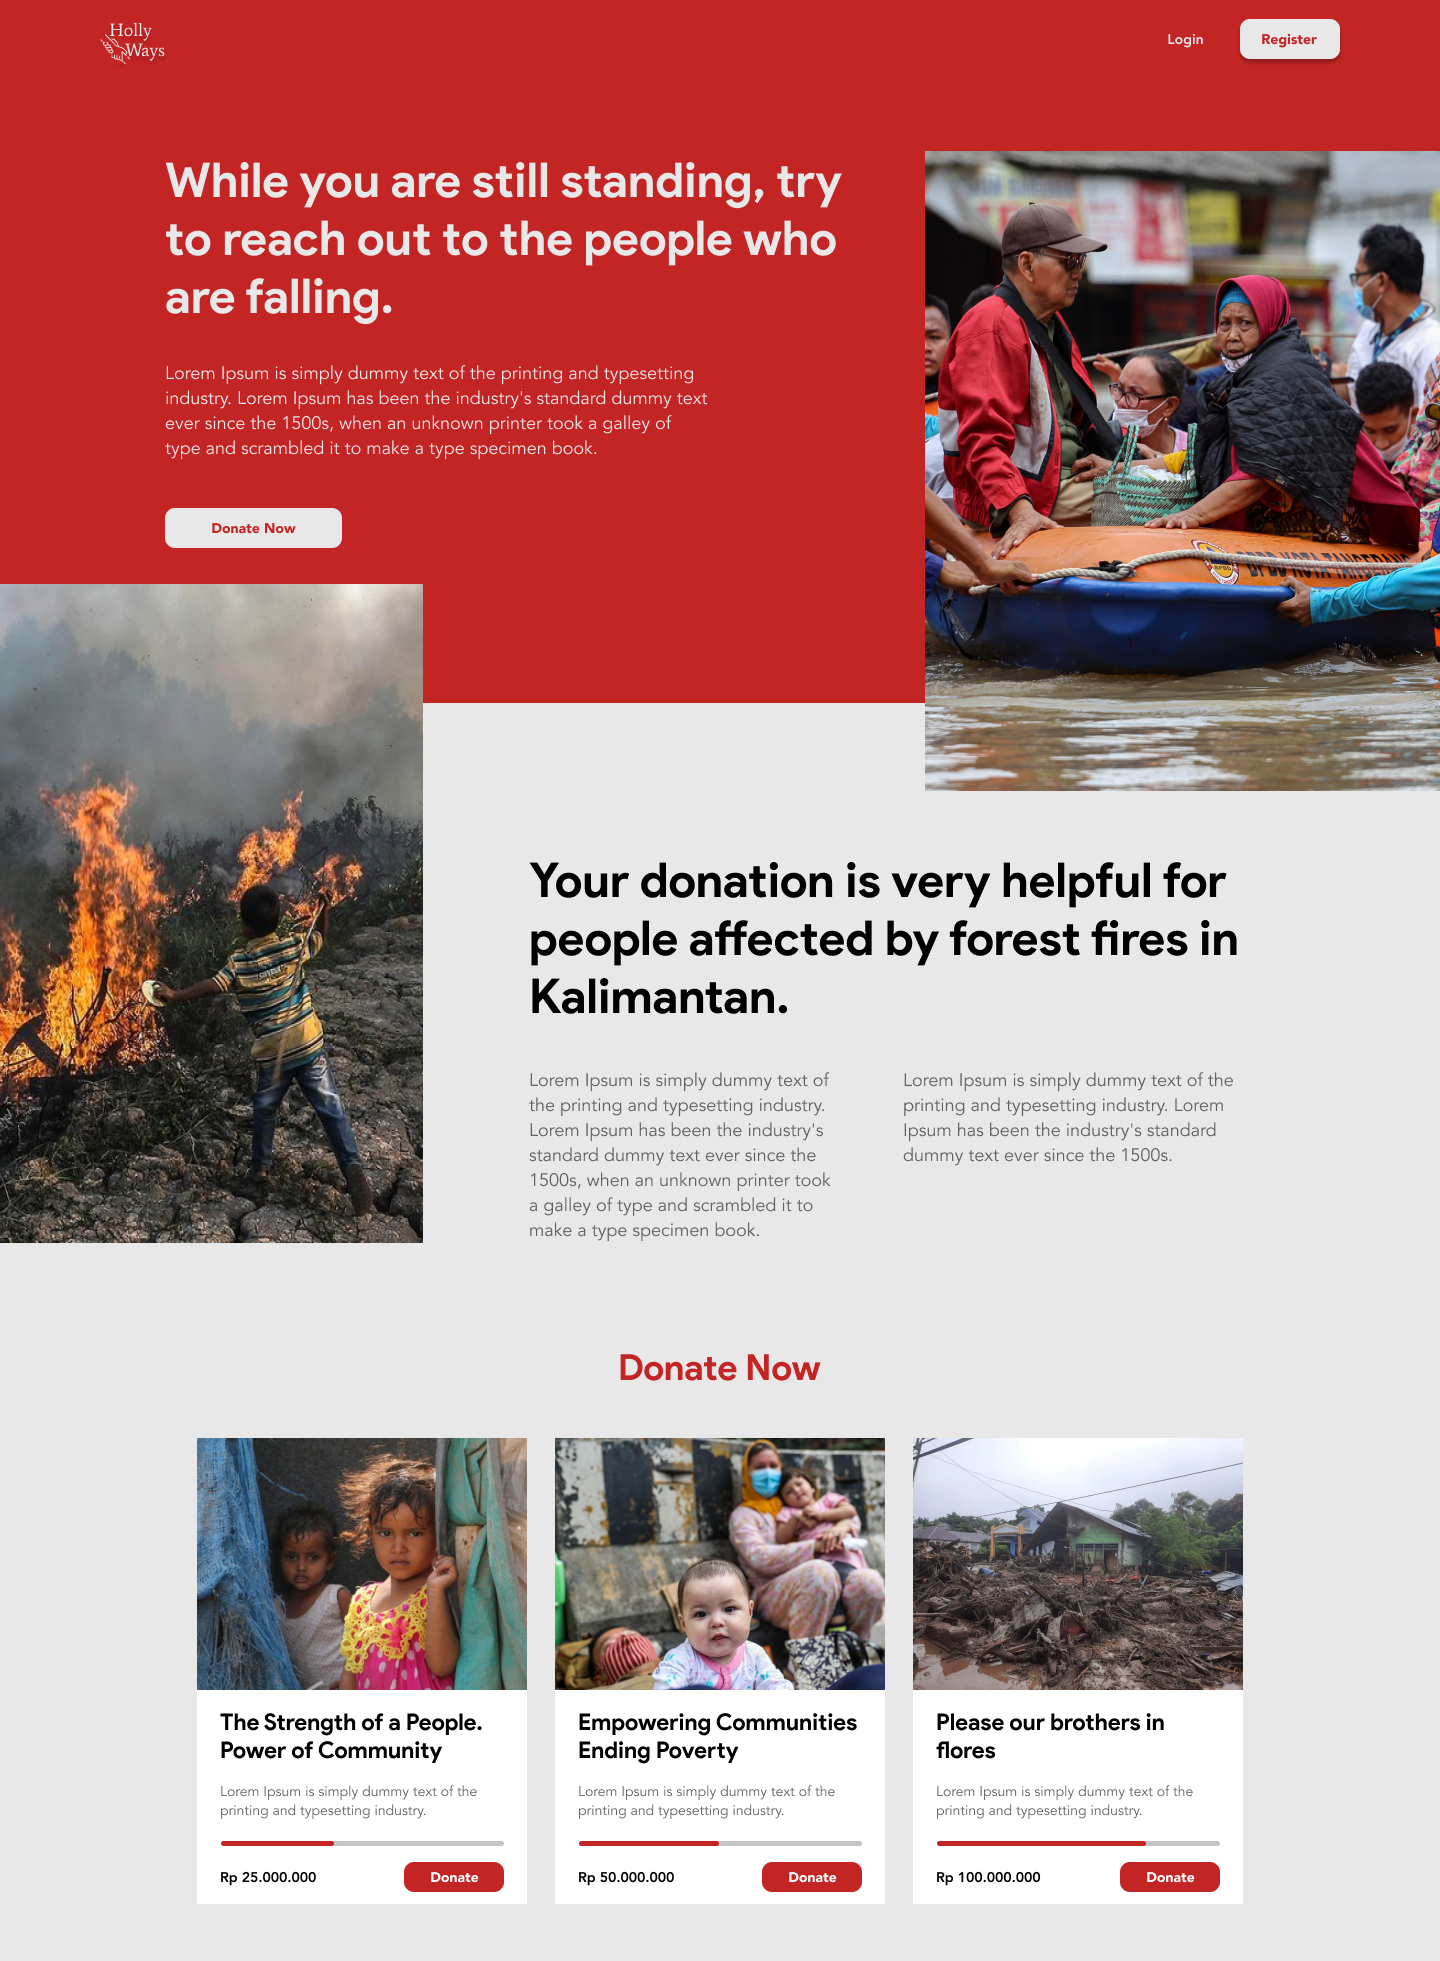 Holly
Ways
Login
Register
While you are still standing, try
to reach out to the people who
are falling.
Lorem Ipsum is simply dummy text of the printing and typesetting
industry. Lorem Ipsum has been the industry's standard dummy text
ever since the 1500s, when an unknown printer took a galley of
type and scrambled it to make a type specimen book.
Donate Now
BPBD KOTA TANGERANG
BPBD
Your donation is very helpful for
people affected by forest fires in
Kalimantan.
Lorem Ipsum is simply dummy text of
the printing and typesetting industry.
Lorem Ipsum has been the industry's
standard dummy text ever since the
1500s, when an unknown printer took
a galley of type and scrambled it to
make a type specimen book.
Lorem Ipsum is simply dummy text of the
printing and typesetting industry. Lorem
Ipsum has been the industry's standard
dummy text ever since the 1500s.
Donate Now
The Strength of a People.
Power of Community
Lorem Ipsum is simply dummy text of the
printing and typesetting industry.
Rp 25.000.000
Donate
Empowering Communities
Ending Poverty
Lorem Ipsum is simply dummy text of the
printing and typesetting industry.
Rp 50.000.000
Donate
Please our brothers in
flores
Lorem Ipsum is simply dummy text of the
printing and typesetting industry.
Rp 100.000.000
Donate